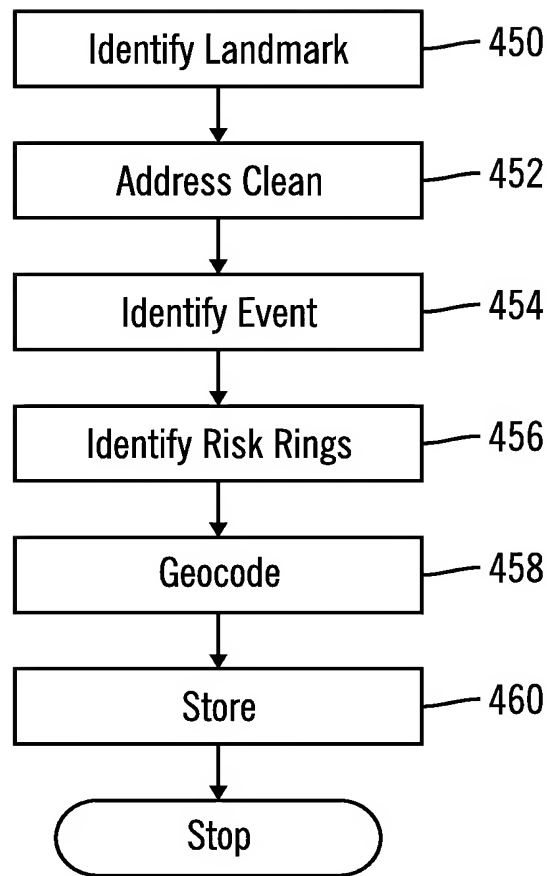 Identify Landmark 450
Address Clean 452
Identify Event 454
Identify Risk Rings 456
Geocode 458
Store 460
Stop